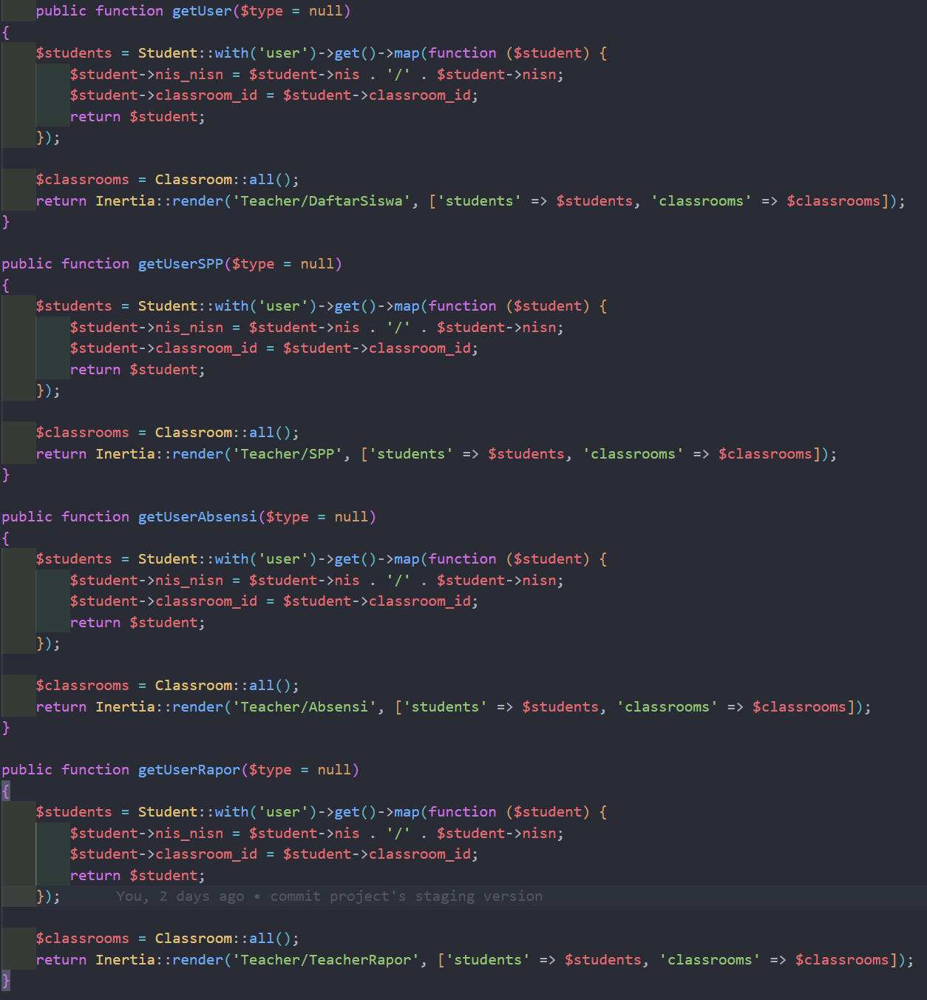 public function getUser($type = null)
{
    $students = Student::with('user')->get()->map(function ($student) {
        $student->nis_nisn = $student->nis . '/' . $student->nisn;
        $student->classroom_id = $student->classroom_id;
        return $student;
    });

    $classrooms = Classroom::all();
    return Inertia::render('Teacher/DaftarSiswa', ['students' => $students, 'classrooms' => $classrooms]);
}

public function getUserSPP($type = null)
{
    $students = Student::with('user')->get()->map(function ($student) {
        $student->nis_nisn = $student->nis . '/' . $student->nisn;
        $student->classroom_id = $student->classroom_id;
        return $student;
    });

    $classrooms = Classroom::all();
    return Inertia::render('Teacher/SPP', ['students' => $students, 'classrooms' => $classrooms]);
}

public function getUserAbsensi($type = null)
{
    $students = Student::with('user')->get()->map(function ($student) {
        $student->nis_nisn = $student->nis . '/' . $student->nisn;
        $student->classroom_id = $student->classroom_id;
        return $student;
    });

    $classrooms = Classroom::all();
    return Inertia::render('Teacher/Absensi', ['students' => $students, 'classrooms' => $classrooms]);
}

public function getUserRapor($type = null)
{
    $students = Student::with('user')->get()->map(function ($student) {
        $student->nis_nisn = $student->nis . '/' . $student->nisn;
        $student->classroom_id = $student->classroom_id;
        return $student;
    });      You, 2 days ago • commit project's staging version

    $classrooms = Classroom::all();
    return Inertia::render('Teacher/TeacherRapor', ['students' => $students, 'classrooms' => $classrooms]);
}